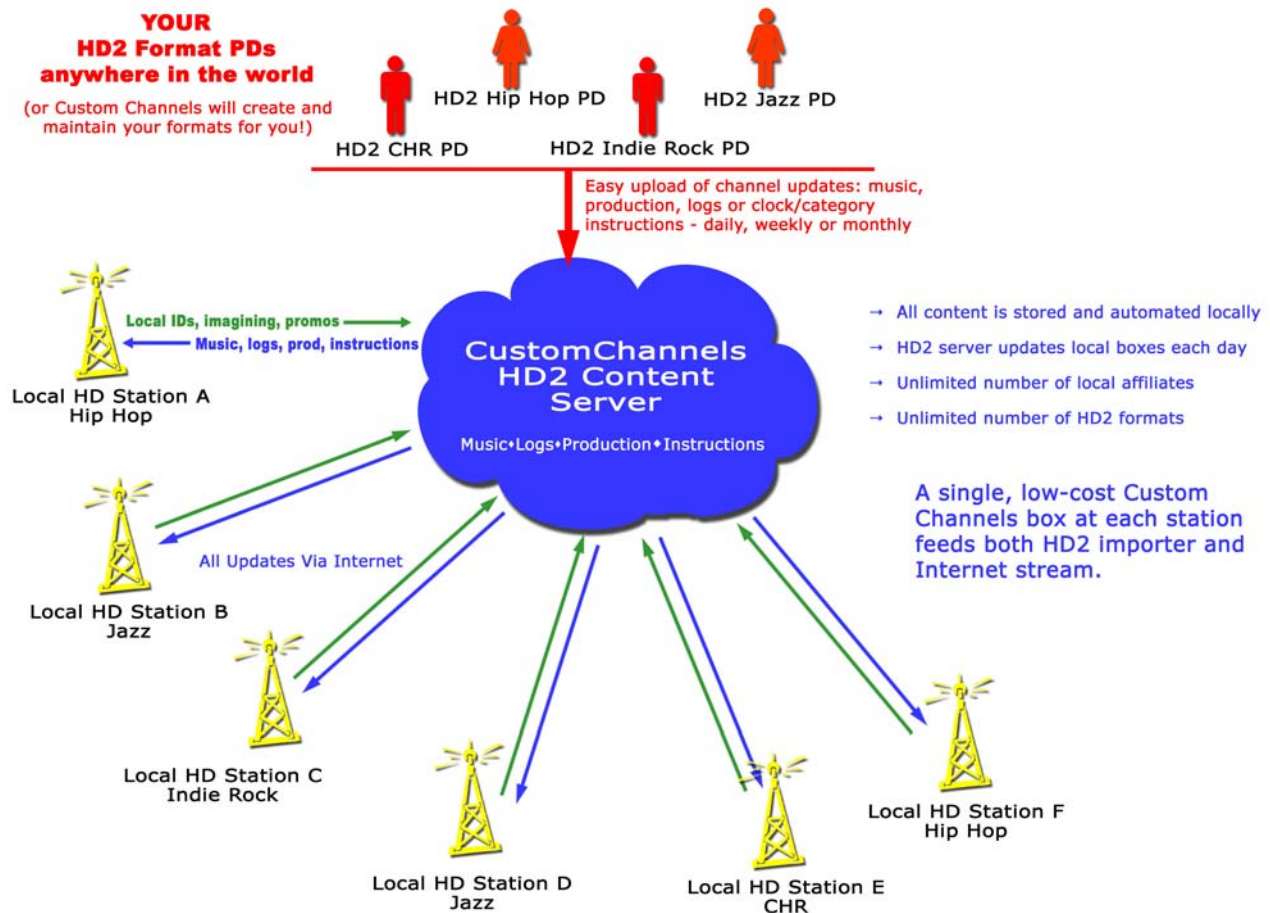 YOUR
HD2 Format PDs
anywhere in the world
(or Custom Channels will create and
maintain your formats for you!)
HD2 Hip Hop PD
HD2 Jazz PD
HD2 CHR PD
HD2 Indie Rock PD
Easy upload of channel updates: music,
production, logs or clock/category
instructions - daily, weekly or monthly
Local IDs, imagining, promos
Music, logs, prod, instructions
Local HD Station A
Hip Hop
CustomChannels
HD2 Content
Server
Music♦Logs♦Production♦Instructions
→ All content is stored and automated locally
→ HD2 server updates local boxes each day
→ Unlimited number of local affiliates
→ Unlimited number of HD2 formats
A single, low-cost Custom
Channels box at each station
feeds both HD2 importer and
Internet stream.
All Updates Via Internet
Local HD Station B
Jazz
Local HD Station C
Indie Rock
Local HD Station D
Jazz
Local HD Station E
CHR
Local HD Station F
Hip Hop